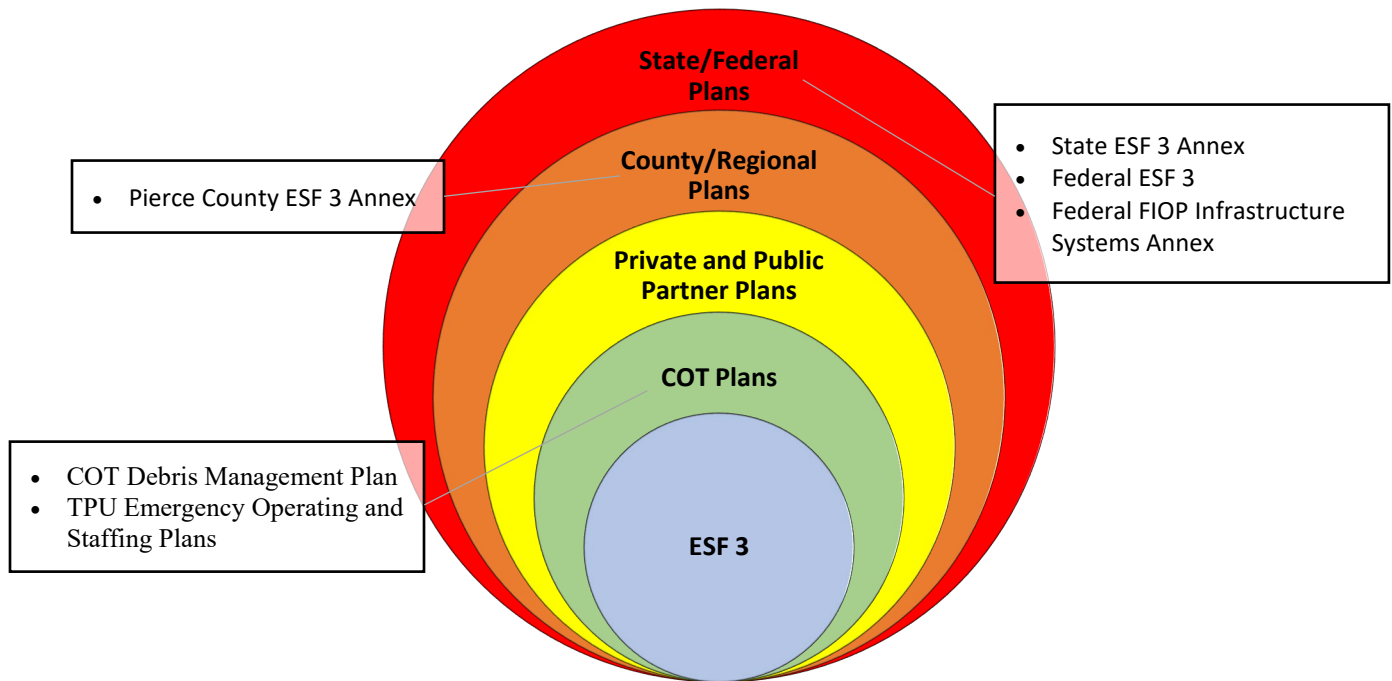 State/Federal
Plans
• State ESF 3 Annex
• Federal ESF 3
• Federal FIOP Infrastructure
Systems Annex
County/Regional
Plans
• Pierce County ESF 3 Annex
Private and Public
Partner Plans
COT Plans
• COT Debris Management Plan
• TPU Emergency Operating and
Staffing Plans
ESF 3